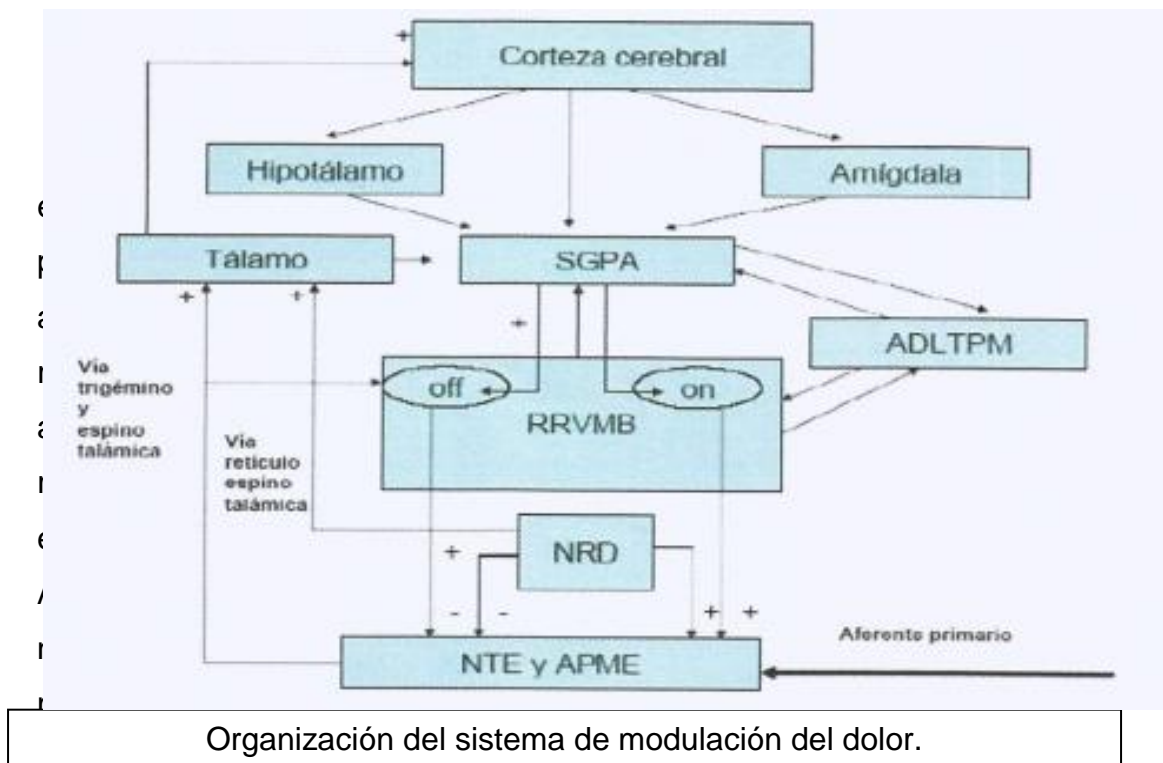 +
Corteza cerebral
Hipotálamo
Amígdala
Tálamo
SGPA
+
+
+
ADLTPM
off
on
RRVMB
Vía
trigémino
y
espino
talámica
Vía
retículo
espino
talámica
NRD
+
-
-
+
+
Aferente primario
NTE y APME
Organización del sistema de modulación del dolor.